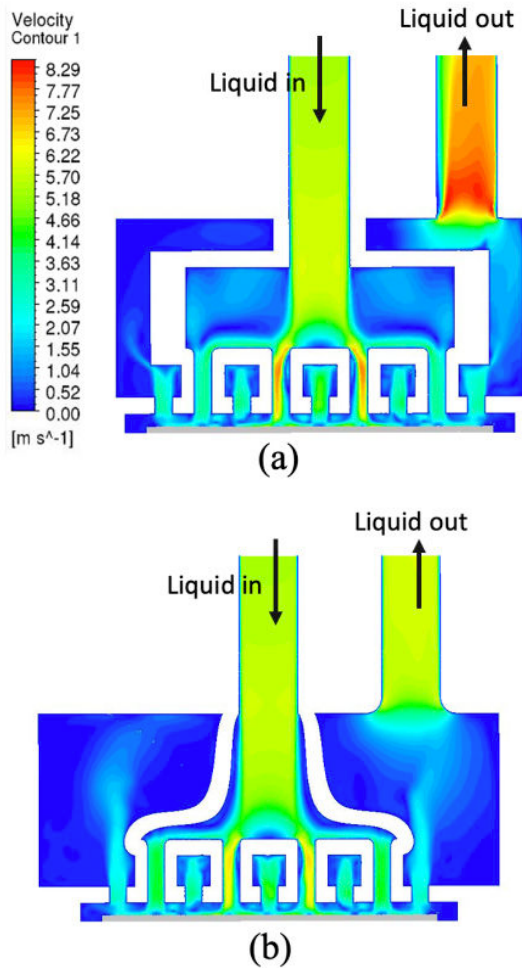 Velocity
Contour 1
8.29
7.77
7.25
6.73
6.22
5.70
5.18
4.66
4.14
3.63
3.11
2.59
2.07
1.55
1.04
0.52
0.00
[m s^-1]
Liquid in
Liquid out
(a)
Liquid in
Liquid out
(b)